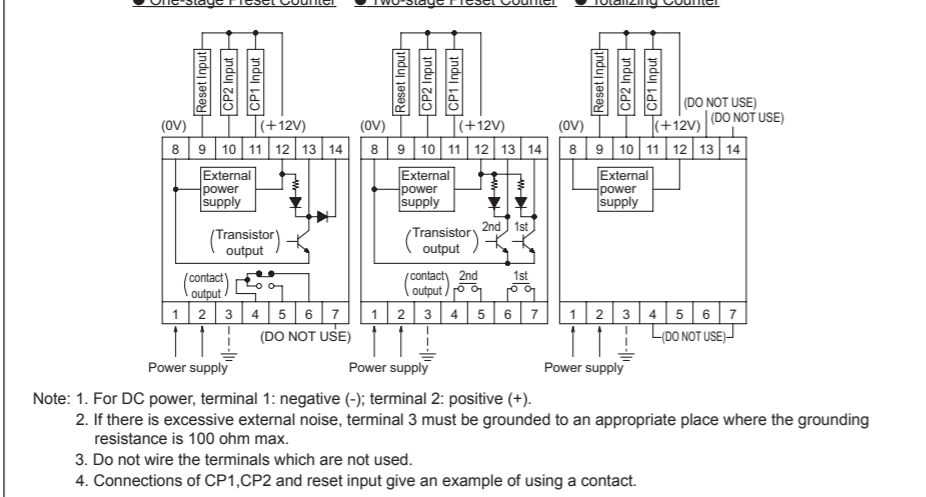 ● One-stage Preset Counter ● Two-stage Preset Counter ● Totalizing Counter
Reset Input CP2 Input CP1 Input
(0V) (+12V)
8 9 10 11 12 13 14
External
power
supply
(Transistor
output)
(contact
output)
1 2 3 4 5 6 7
(DO NOT USE)
Power supply
Reset Input CP2 Input CP1 Input
(0V) (+12V)
8 9 10 11 12 13 14
External
power
supply
(Transistor
output) 2nd 1st
(contact
output) 2nd 1st
1 2 3 4 5 6 7
Power supply
Reset Input CP2 Input CP1 Input
(DO NOT USE)
(DO NOT USE)
(0V) (+12V)
8 9 10 11 12 13 14
External
power
supply
1 2 3 4 5 6 7
(DO NOT USE)
Power supply
Note: 1. For DC power, terminal 1: negative (-); terminal 2: positive (+).
2. If there is excessive external noise, terminal 3 must be grounded to an appropriate place where the grounding
resistance is 100 ohm max.
3. Do not wire the terminals which are not used.
4. Connections of CP1,CP2 and reset input give an example of using a contact.